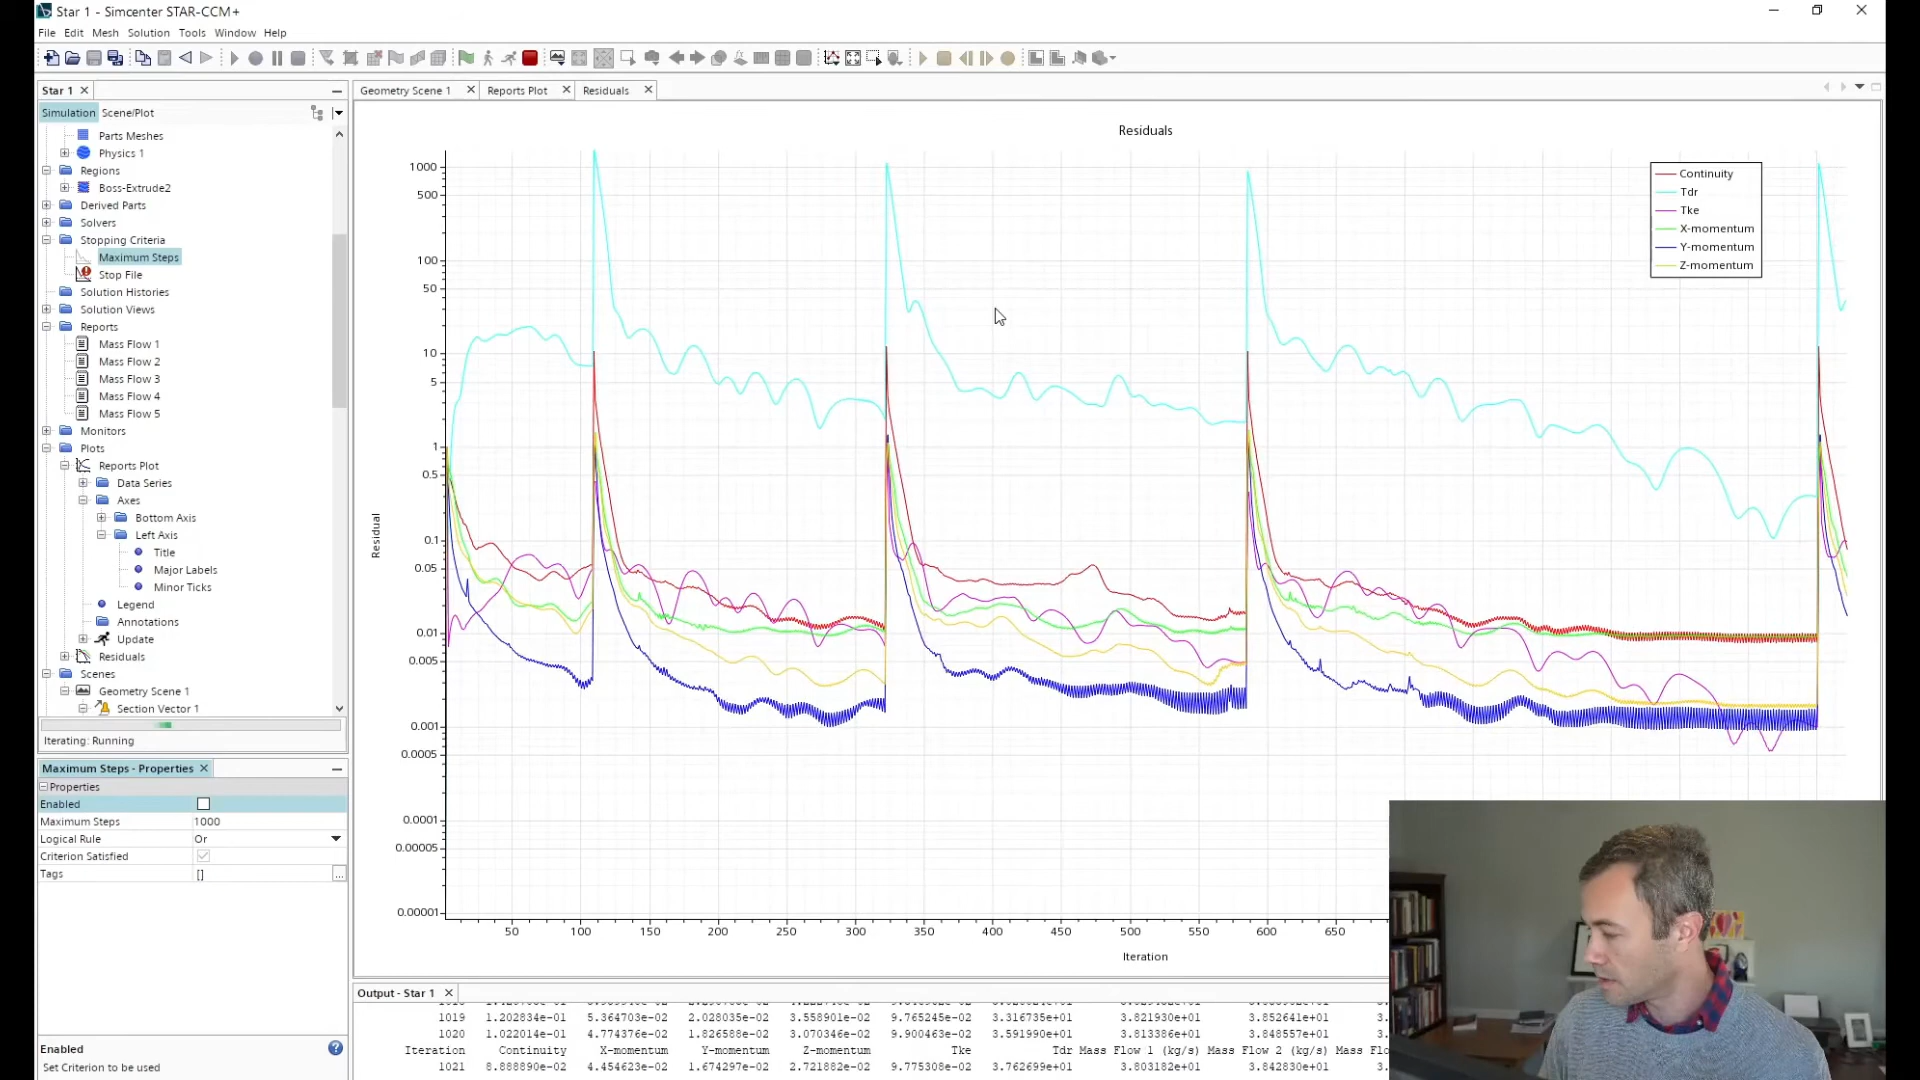 Star 1 - Simcenter STAR-CCM+
File Edit Mesh Solution Tools Window Help
Star 1
Geometry Scene 1 Reports Plot Residuals
Simulation Scene/Plot
Parts Meshes
Physics 1
Regions
Boss-Extrude2
Derived Parts
Solvers
Stopping Criteria
Maximum Steps
Stop File
Solution Histories
Solution Views
Reports
Mass Flow 1
Mass Flow 2
Mass Flow 3
Mass Flow 4
Mass Flow 5
Monitors
Plots
Reports Plot
Data Series
Axes
Bottom Axis
Left Axis
Title
Major Labels
Minor Ticks
Legend
Annotations
Update
Residuals
Scenes
Geometry Scene 1
Section Vector 1
Iterating: Running
Maximum Steps - Properties
Properties
Enabled
Maximum Steps 1000
Logical Rule Or
Criterion Satisfied
Tags [] ...
Enabled
Set Criterion to be used
Residuals
Continuity
Tdr
Tke
X-momentum
Y-momentum
Z-momentum
Residual
1000
500
100
50
10
5
1
0.5
0.1
0.05
0.01
0.005
0.001
0.0005
0.0001
0.00005
0.00001
50 100 150 200 250 300 350 400 450 500 550 600 650
Iteration
Output - Star 1
1019 1.202834e-01 5.364703e-02 2.028035e-02 3.558901e-02 9.765245e-02 3.316735e+01 3.821930e+01 3.852641e+01 3.
1020 1.022014e-01 4.774376e-02 1.826588e-02 3.070346e-02 9.900463e-02 3.591990e+01 3.813386e+01 3.848557e+01 3.
Iteration Continuity X-momentum Y-momentum Z-momentum Tke Tdr Mass Flow 1 (kg/s) Mass Flow 2 (kg/s) Mass Flo
1021 8.888890e-02 4.454623e-02 1.674297e-02 2.721882e-02 9.775308e-02 3.762699e+01 3.803182e+01 3.842830e+01 3.